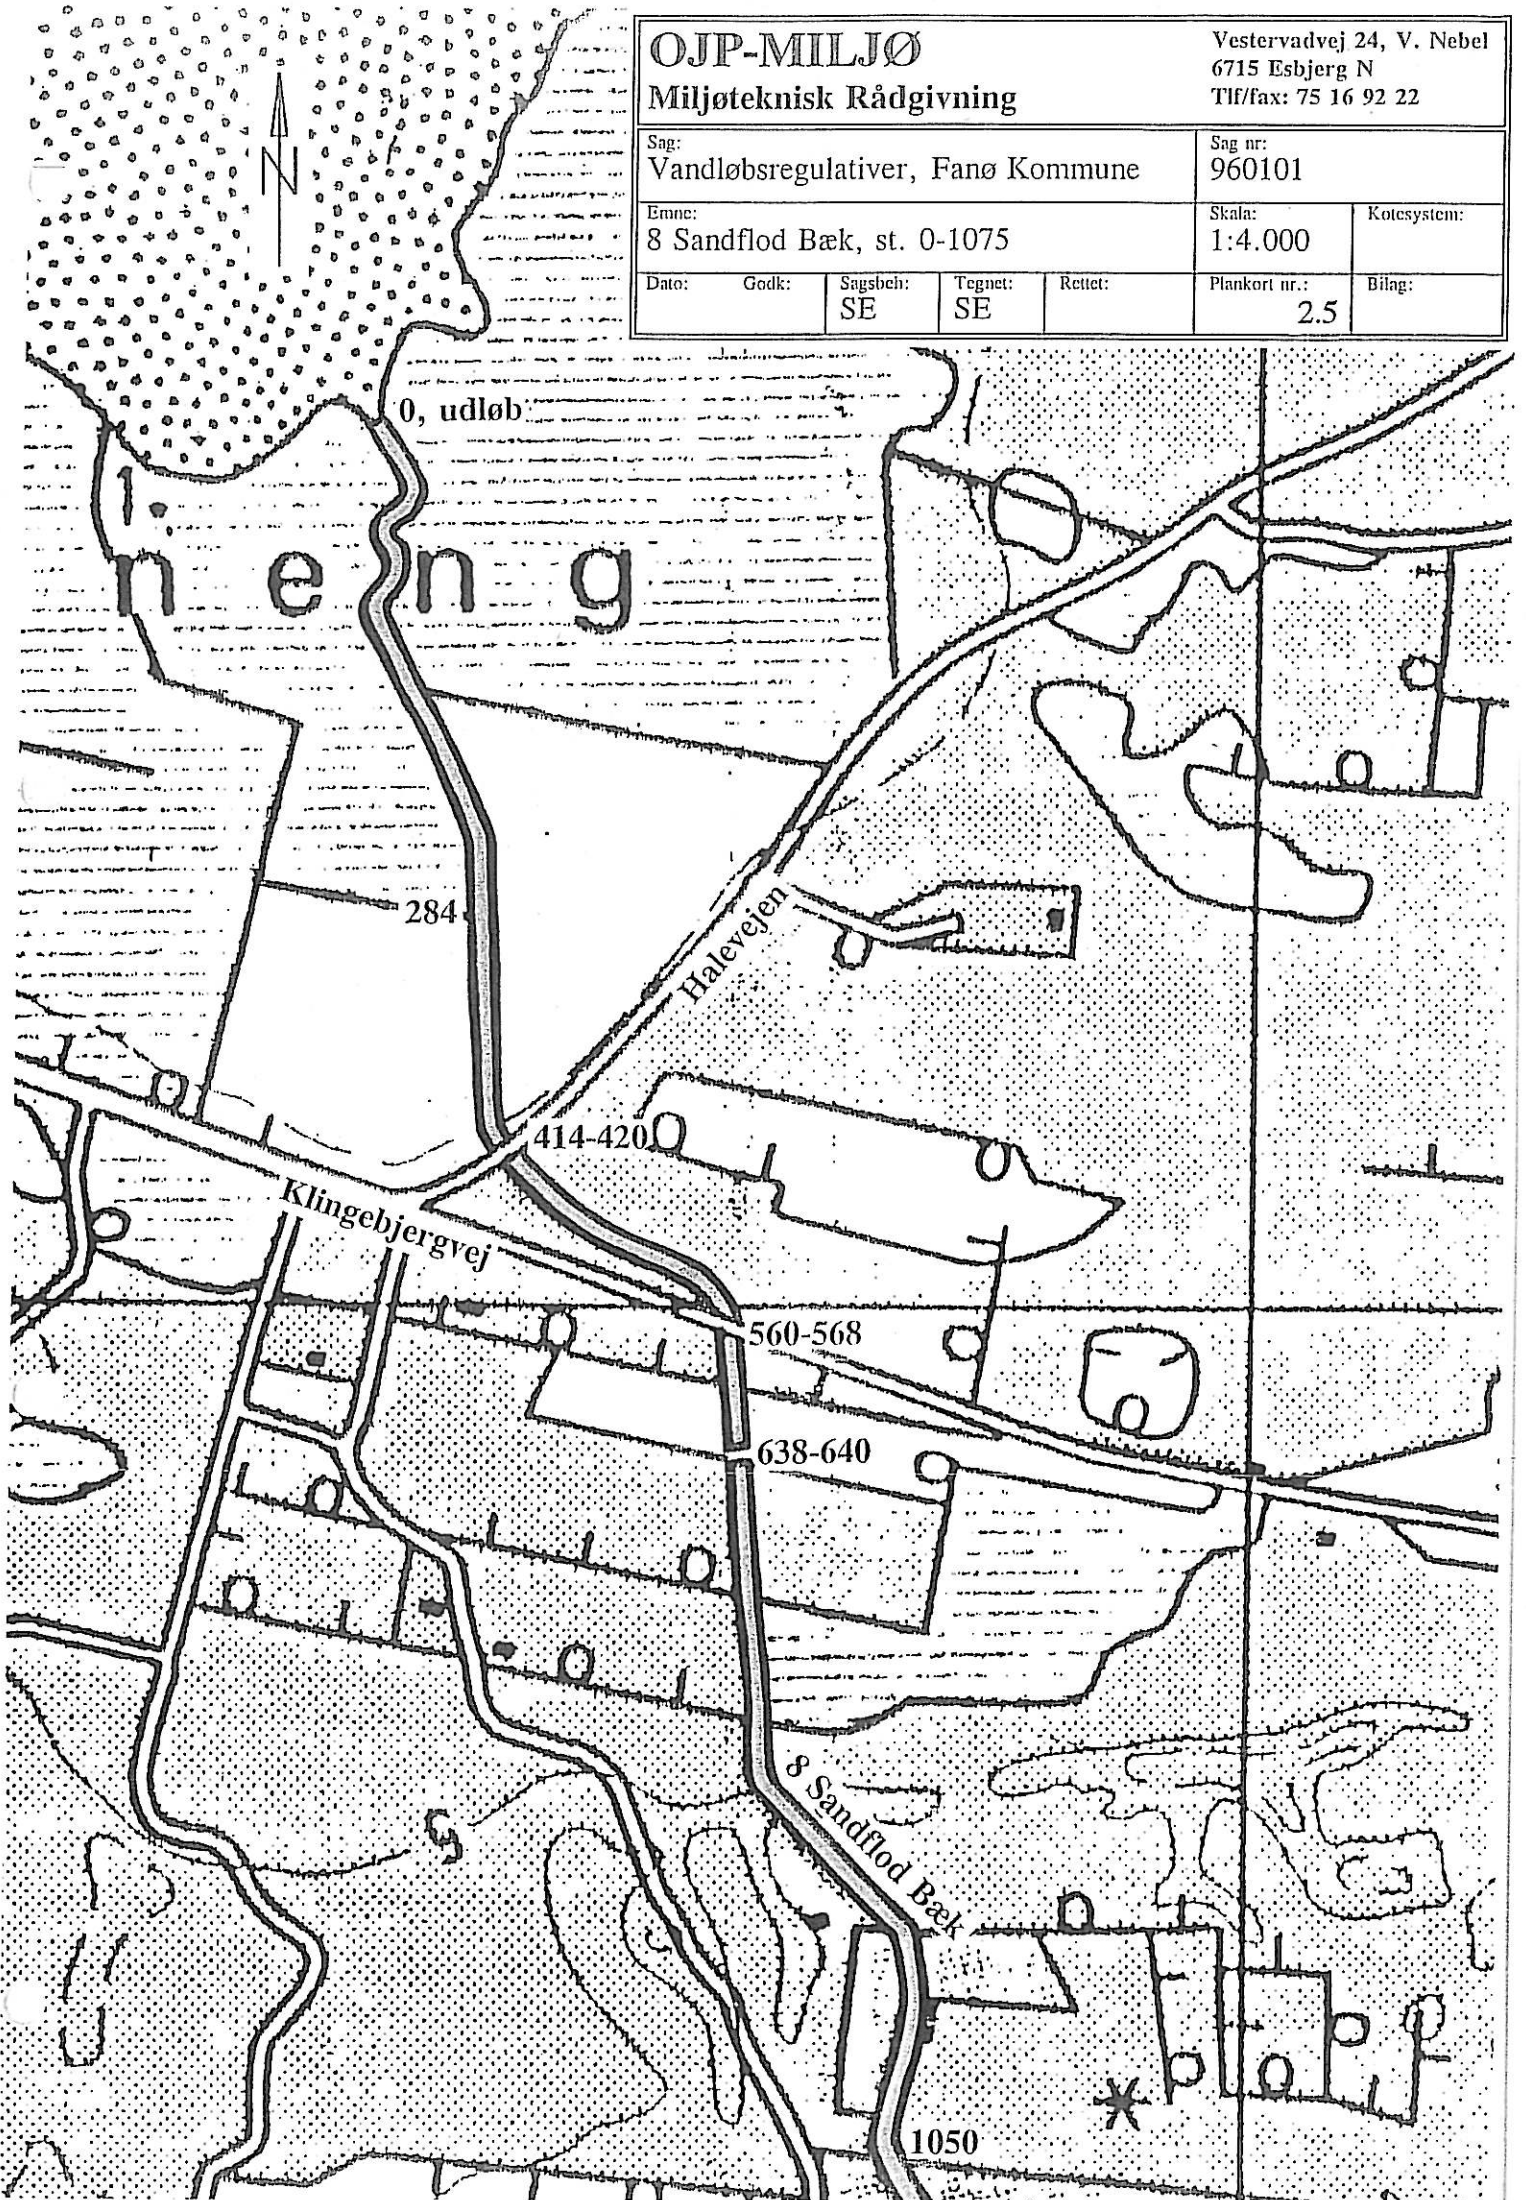 OJP-MILJØ
Miljøteknisk Rådgivning
Vestervadvej 24, V. Nebel
6715 Esbjerg N
Tlf/fax: 75 16 92 22
Sag:
Vandløbsregulativer, Fanø Kommune
Sag nr:
960101
Emne:
8 Sandflod Bæk, st. 0-1075
Skala:
1:4.000
Kotesystem:
Dato:
Godk:
Sagsbeh:
SE
Tegnet:
SE
Rettet:
Plankort nr.:
2.5
Bilag:
N
0, udløb
1.
n e n g
284
Halevejen
414-420
Klingebjergvej
560-568
638-640
8 Sandflod Bæk
1050